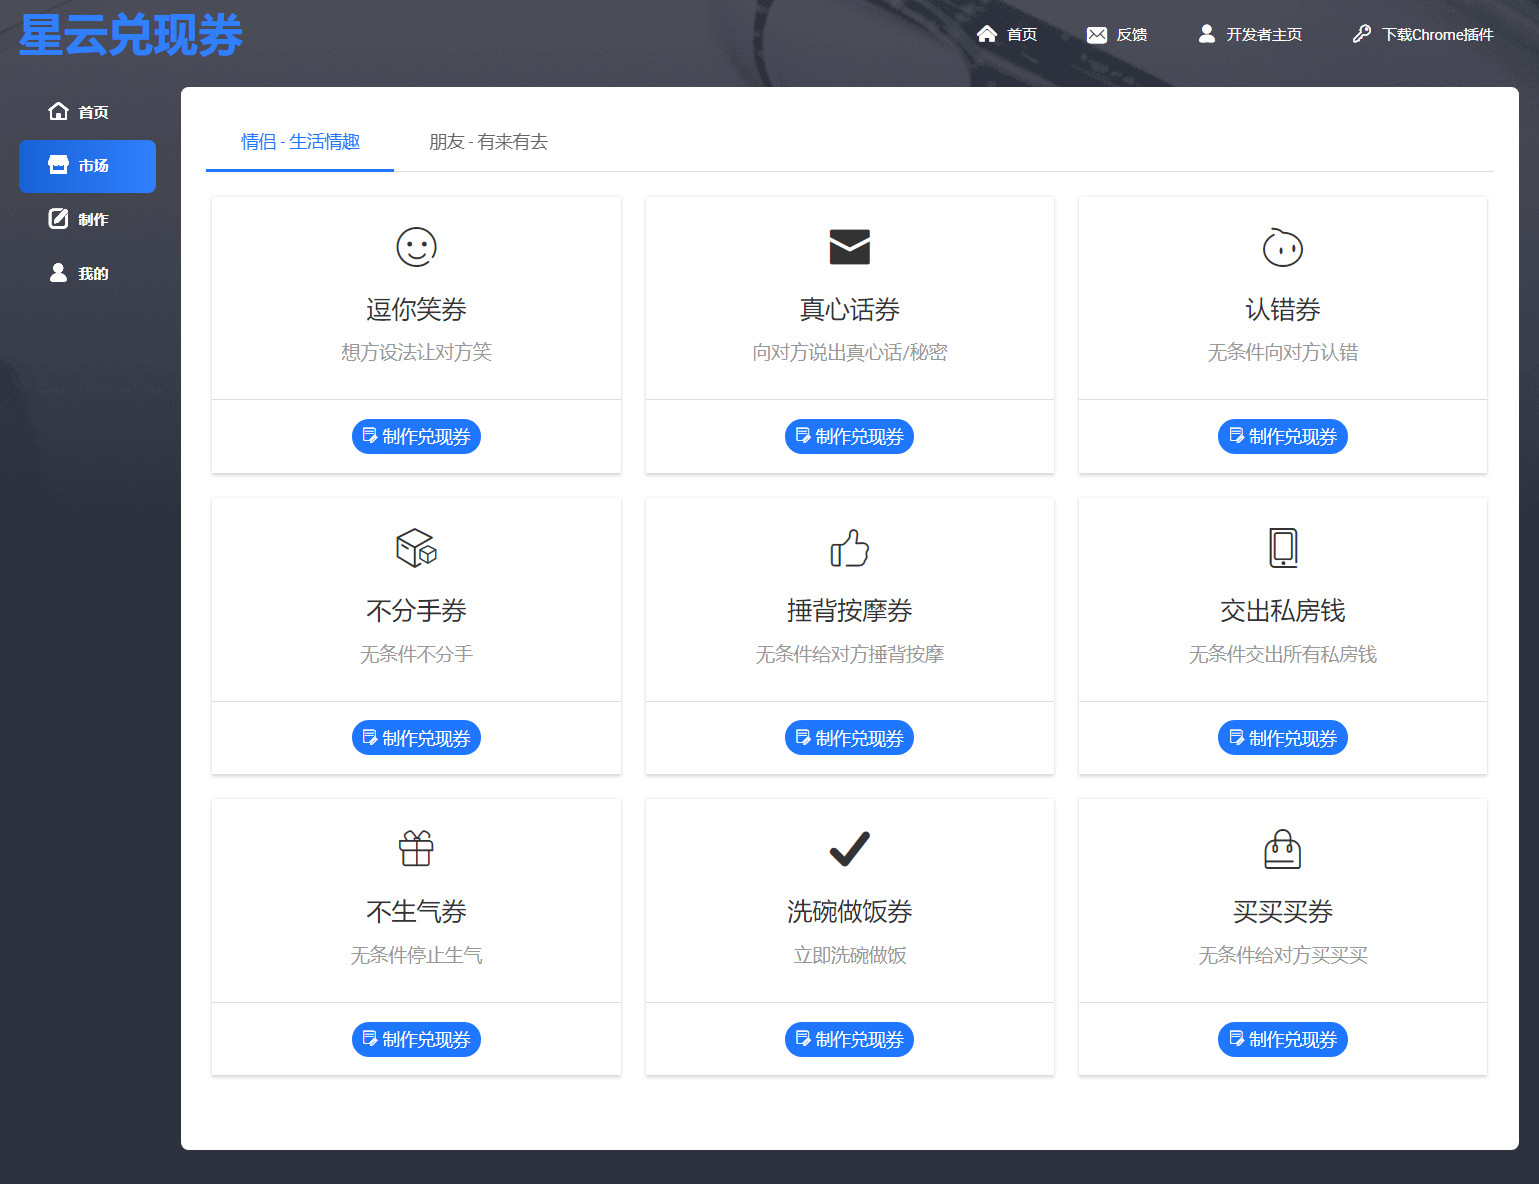 星云兑现券
首页
反馈
开发者主页
下载Chrome插件
首页
市场
制作
我的
情侣 - 生活情趣
朋友 - 有来有去
逗你笑券
想方设法让对方笑
制作兑现券
真心话券
向对方说出真心话/秘密
制作兑现券
认错券
无条件向对方认错
制作兑现券
不分手券
无条件不分手
制作兑现券
捶背按摩券
无条件给对方捶背按摩
制作兑现券
交出私房钱
无条件交出所有私房钱
制作兑现券
不生气券
无条件停止生气
制作兑现券
洗碗做饭券
立即洗碗做饭
制作兑现券
买买买券
无条件给对方买买买
制作兑现券